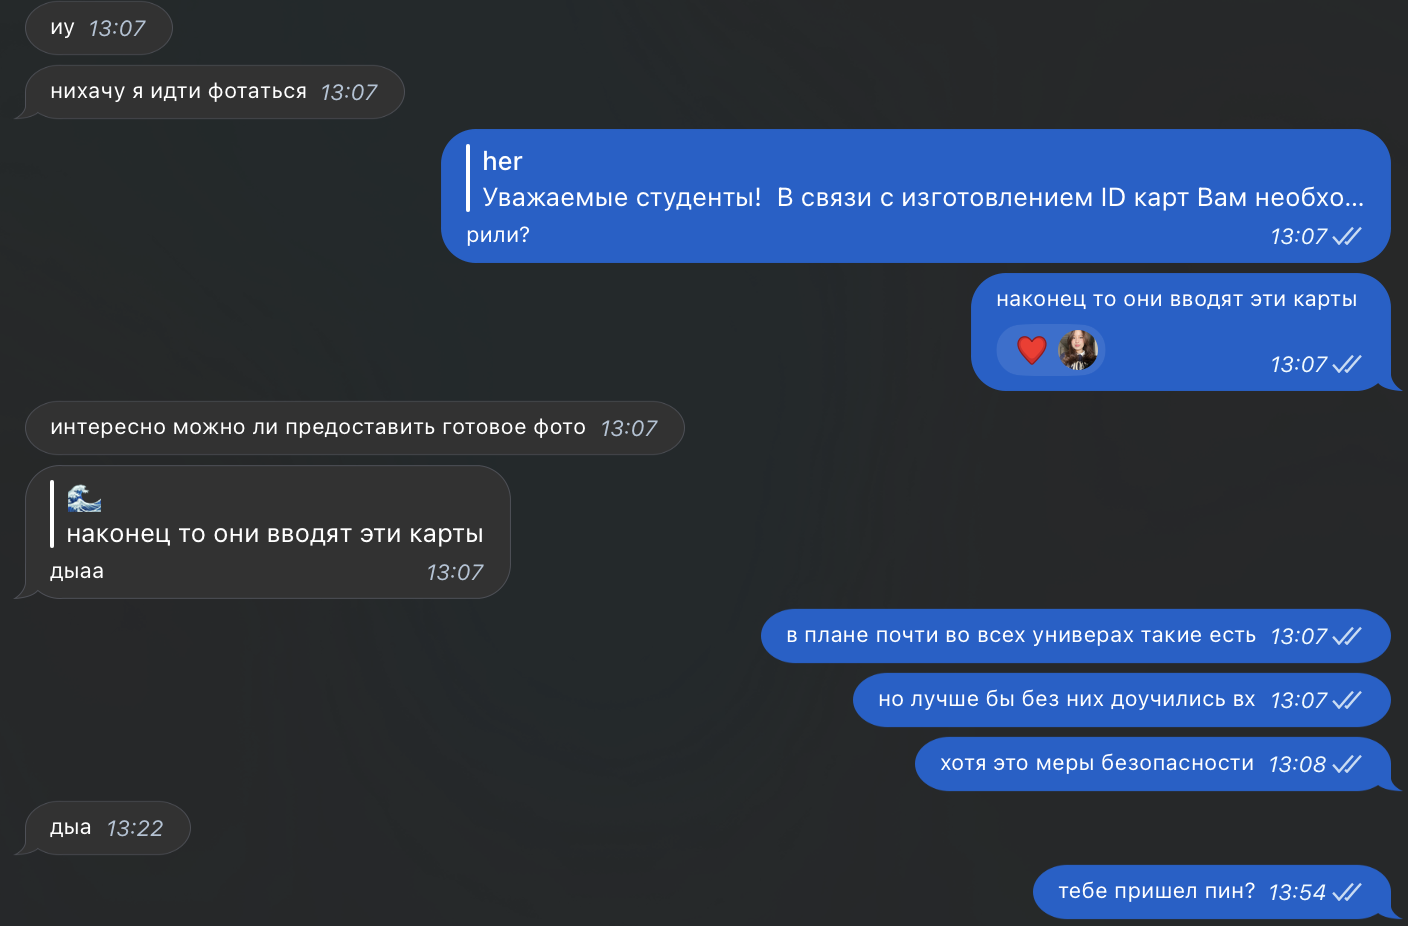 иу 13:07
нихачу я идти фотаться 13:07
her
Уважаемые студенты!  В связи с изготовлением ID карт Вам необхо...
рили? 13:07
наконец то они вводят эти карты
13:07
интересно можно ли предоставить готовое фото 13:07
наконец то они вводят эти карты
дыаа 13:07
в плане почти во всех универах такие есть 13:07
но лучше бы без них доучились вх 13:07
хотя это меры безопасности 13:08
дыа 13:22
тебе пришел пин? 13:54